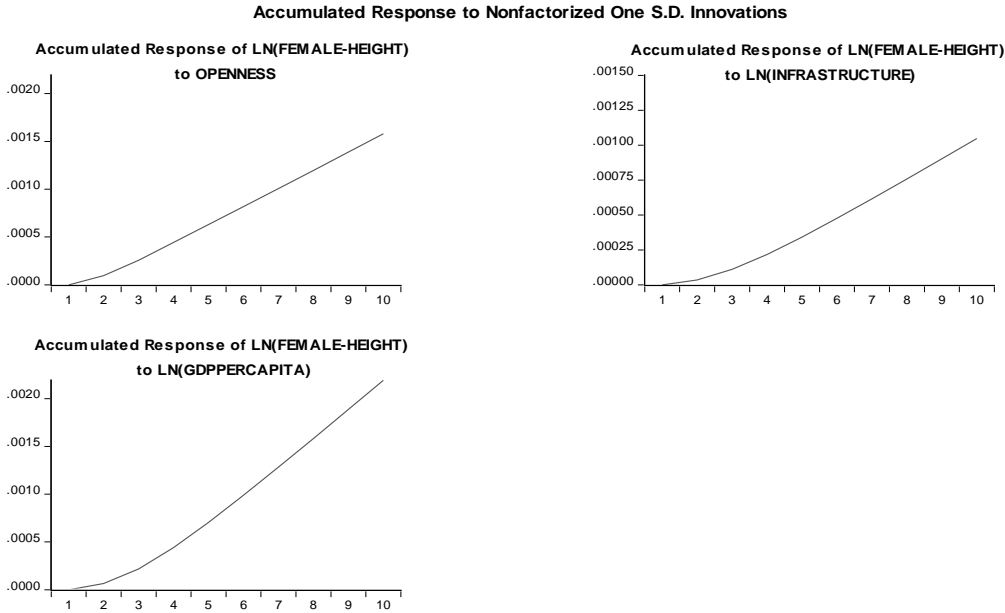 Accumulated Response to Nonfactorized One S.D. Innovations
Accumulated Response of LN(FEMALE-HEIGHT)
to OPENNESS
.0020
.0015
.0010
.0005
.0000
1 2 3 4 5 6 7 8 9 10
Accumulated Response of LN(FEMALE-HEIGHT)
to LN(INFRASTRUCTURE)
.00150
.00125
.00100
.00075
.00050
.00025
.00000
1 2 3 4 5 6 7 8 9 10
Accumulated Response of LN(FEMALE-HEIGHT)
to LN(GDPPERCAPITA)
.0020
.0015
.0010
.0005
.0000
1 2 3 4 5 6 7 8 9 10